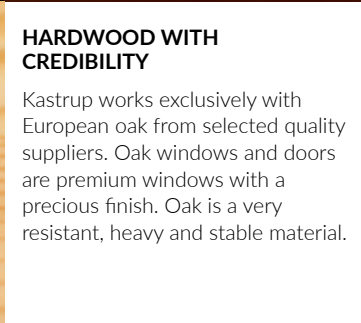 HARDWOOD WITH
CREDIBILITY
Kastrup works exclusively with
European oak from selected quality
suppliers. Oak windows and doors
are premium windows with a
precious finish. Oak is a very
resistant, heavy and stable material.